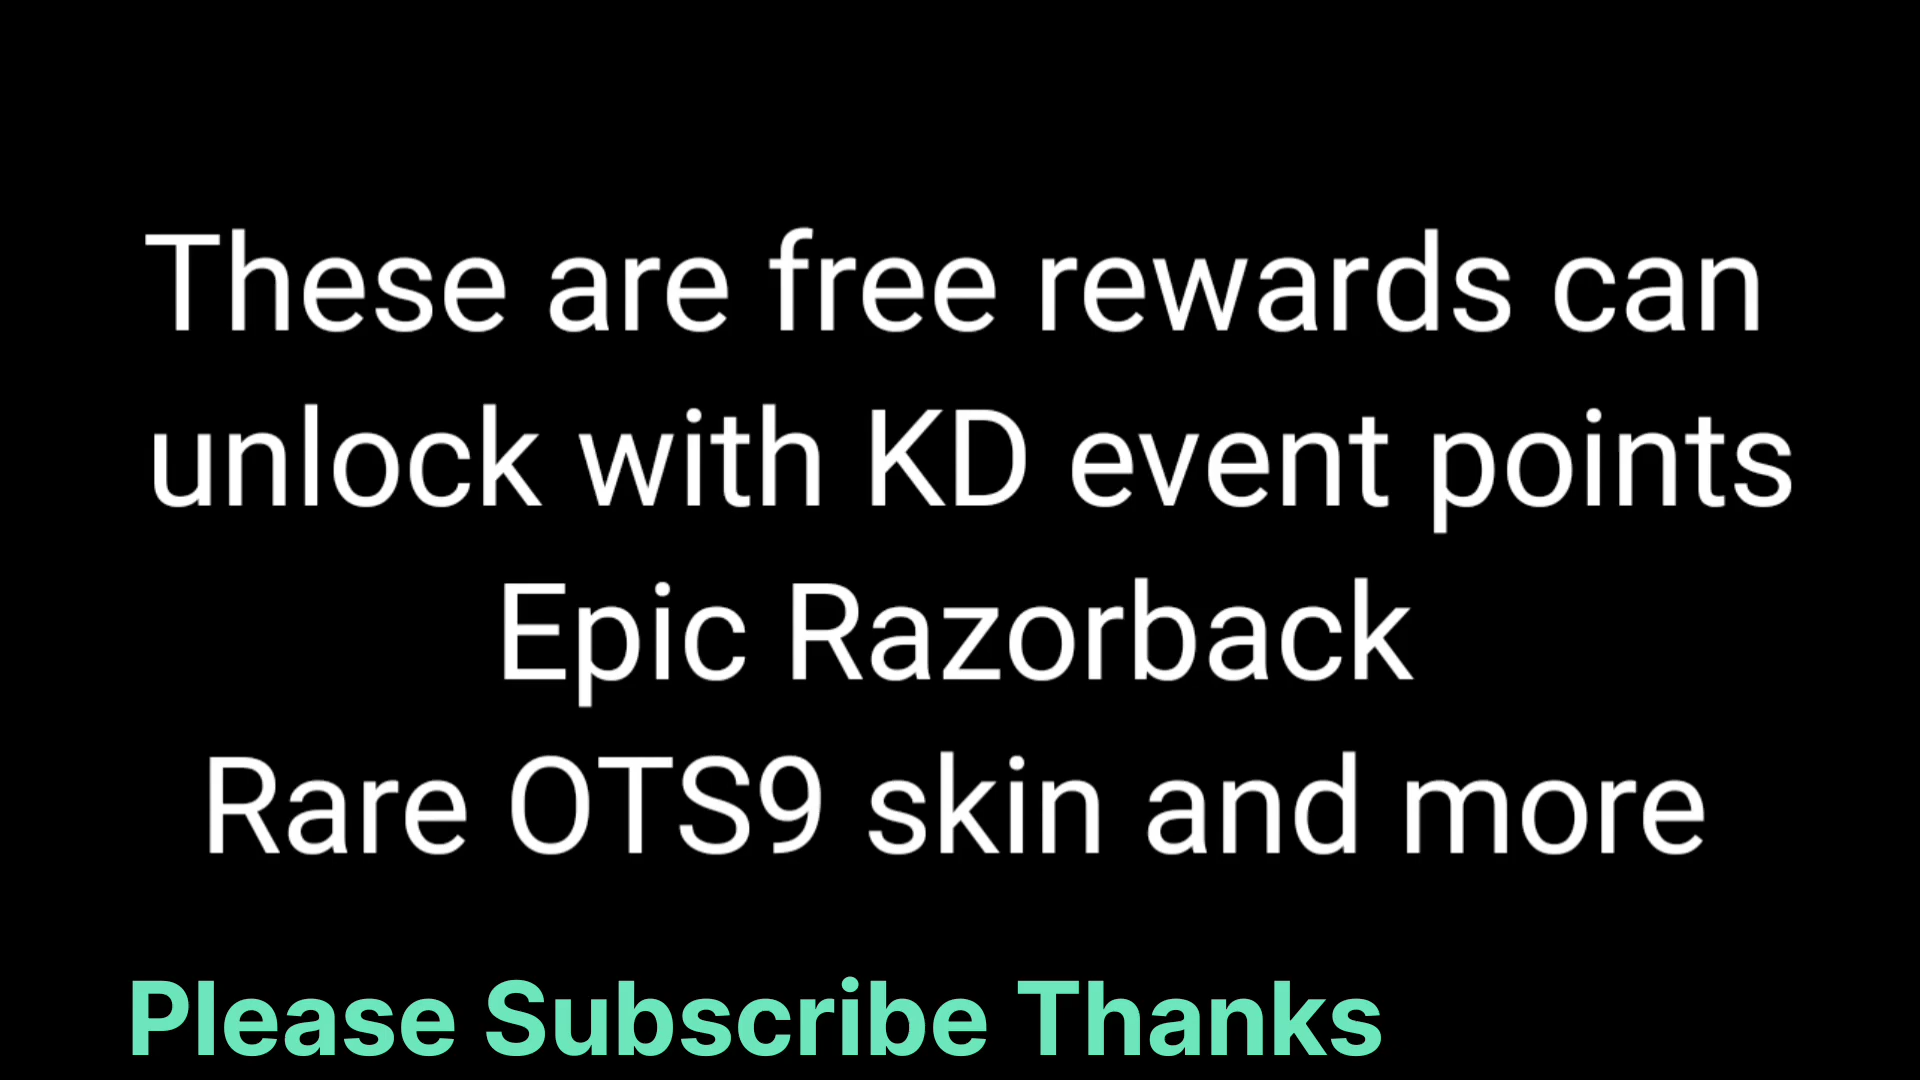 These are free rewards can
unlock with KD event points
Epic Razorback
Rare OTS9 skin and more
Please Subscribe Thanks